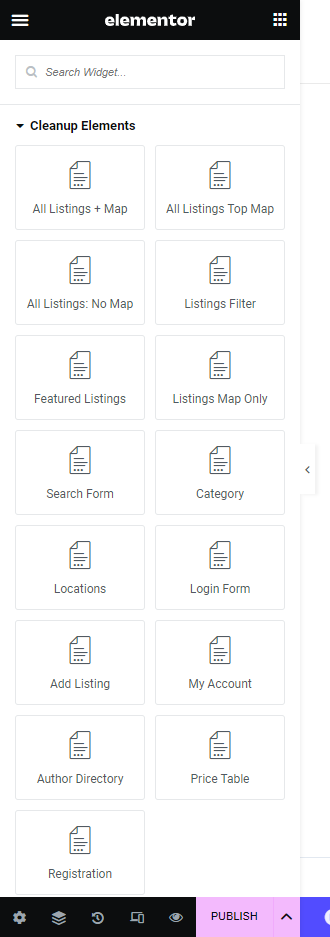 elementor
Search Widget...
Cleanup Elements
All Listings + Map
All Listings Top Map
All Listings: No Map
Listings Filter
Featured Listings
Listings Map Only
Search Form
Category
Locations
Login Form
Add Listing
My Account
Author Directory
Price Table
Registration
PUBLISH